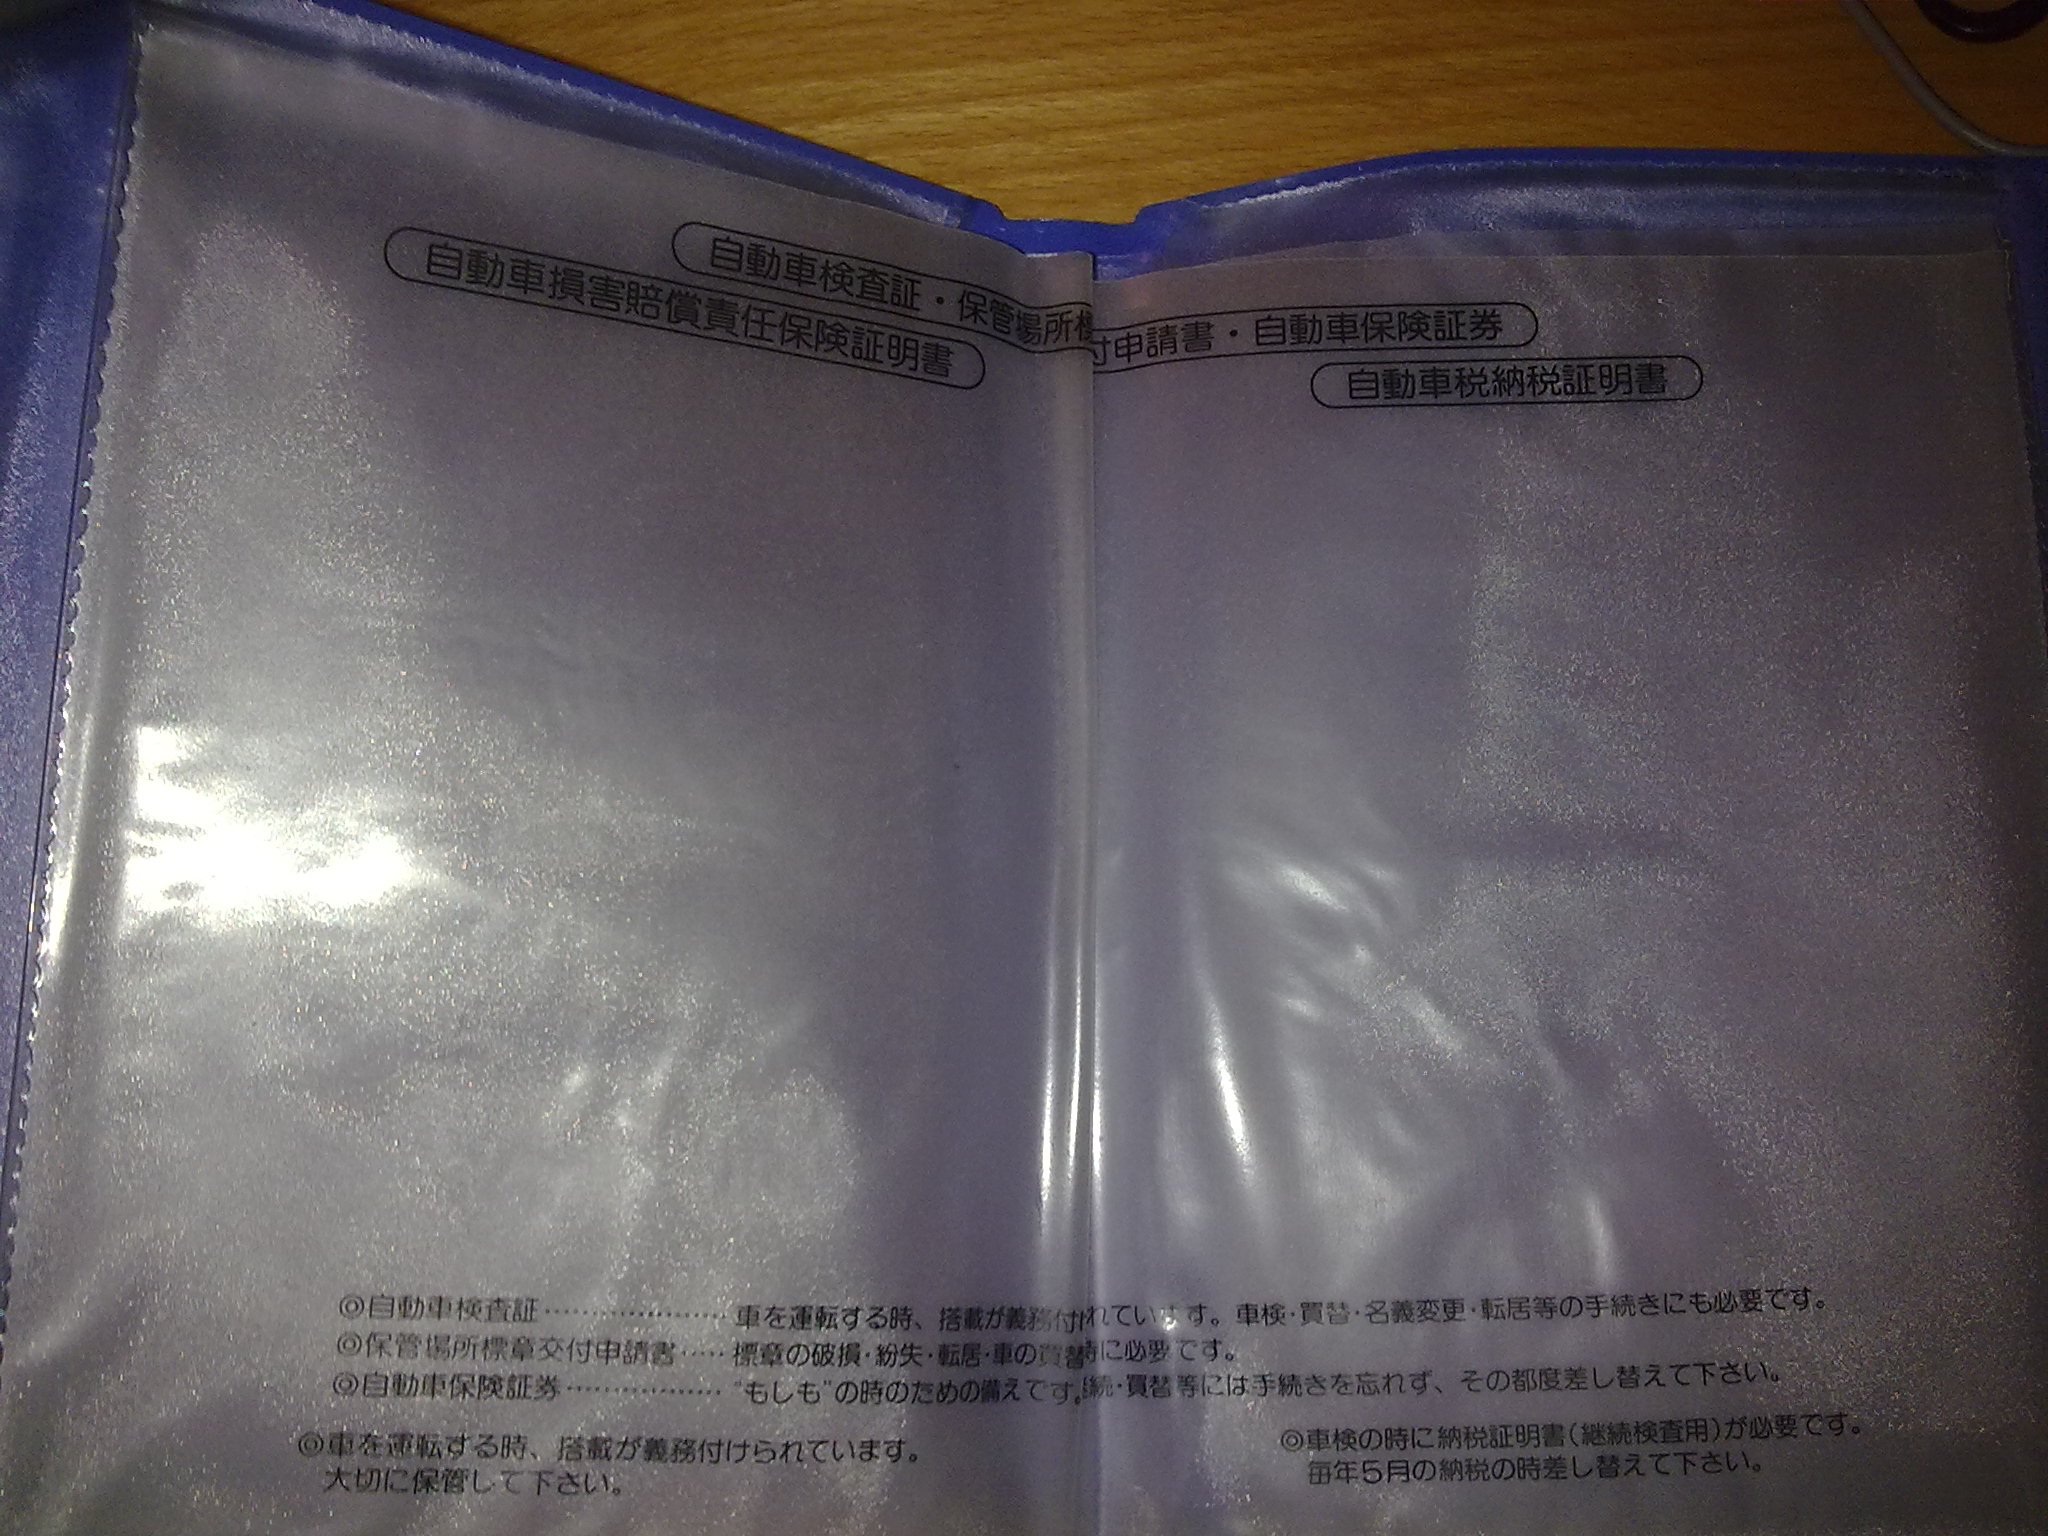 自動車検査証・保管場所標
付申請書・自動車保険証券
自動車損害賠償責任保険証明書
自動車税納税証明書
◎自動車検査証…………………車を運転する時、搭載が義務付けれています。車検・買替・名義変更・転居等の手続きにも必要です。
◎保管場所標章交付申請書……標章の破損・紛失・転居・車の買替時に必要です。
◎自動車保険証券………………"もしも"の時のための備えです。継続・買替等には手続きを忘れず、その都度差し替えて下さい。
◎車を運転する時、搭載が義務付けられています。
大切に保管して下さい。
◎車検の時に納税証明書(継続検査用)が必要です。
毎年5月の納税の時差し替えて下さい。